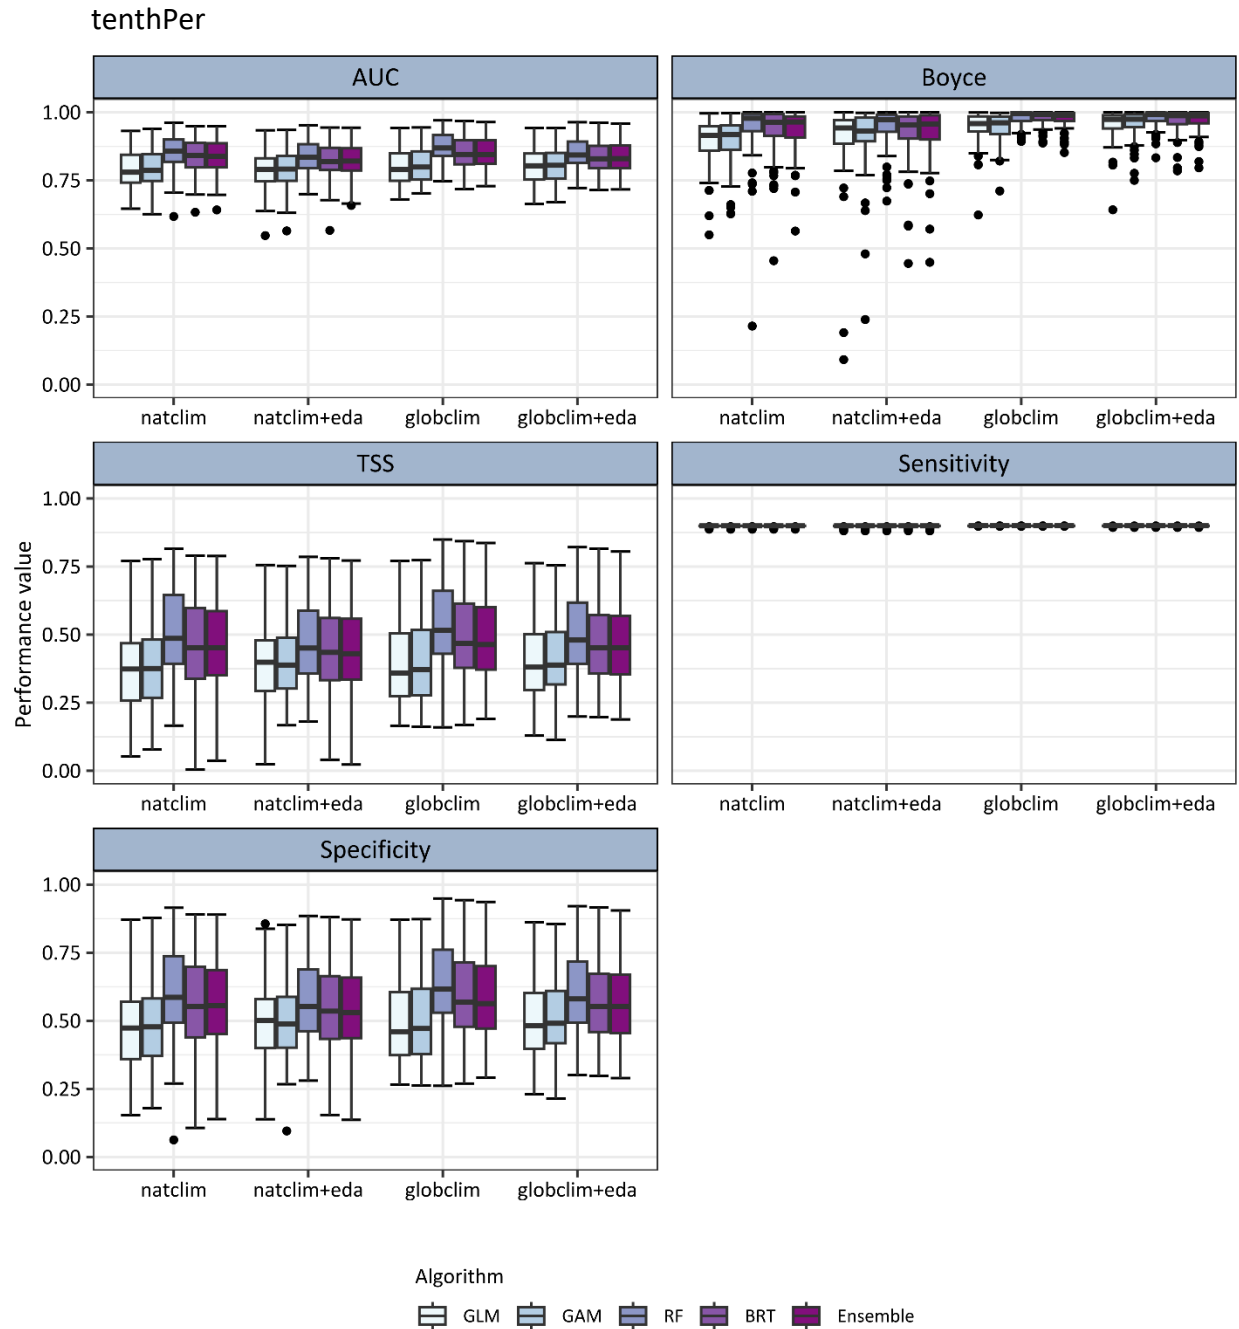 tenthPer
AUC
Boyce
1.00
0.75
0.50
0.25
0.00
natclim natclim+eda globclim globclim+eda
natclim natclim+eda globclim globclim+eda
TSS
Sensitivity
Performance value
1.00
0.75
0.50
0.25
0.00
natclim natclim+eda globclim globclim+eda
natclim natclim+eda globclim globclim+eda
Specificity
1.00
0.75
0.50
0.25
0.00
natclim natclim+eda globclim globclim+eda
Algorithm
GLM GAM RF BRT Ensemble